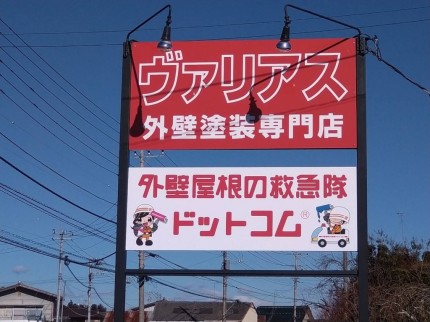 ヴァリアス
外壁塗装専門店
外壁屋根の救急隊
ドットコム®